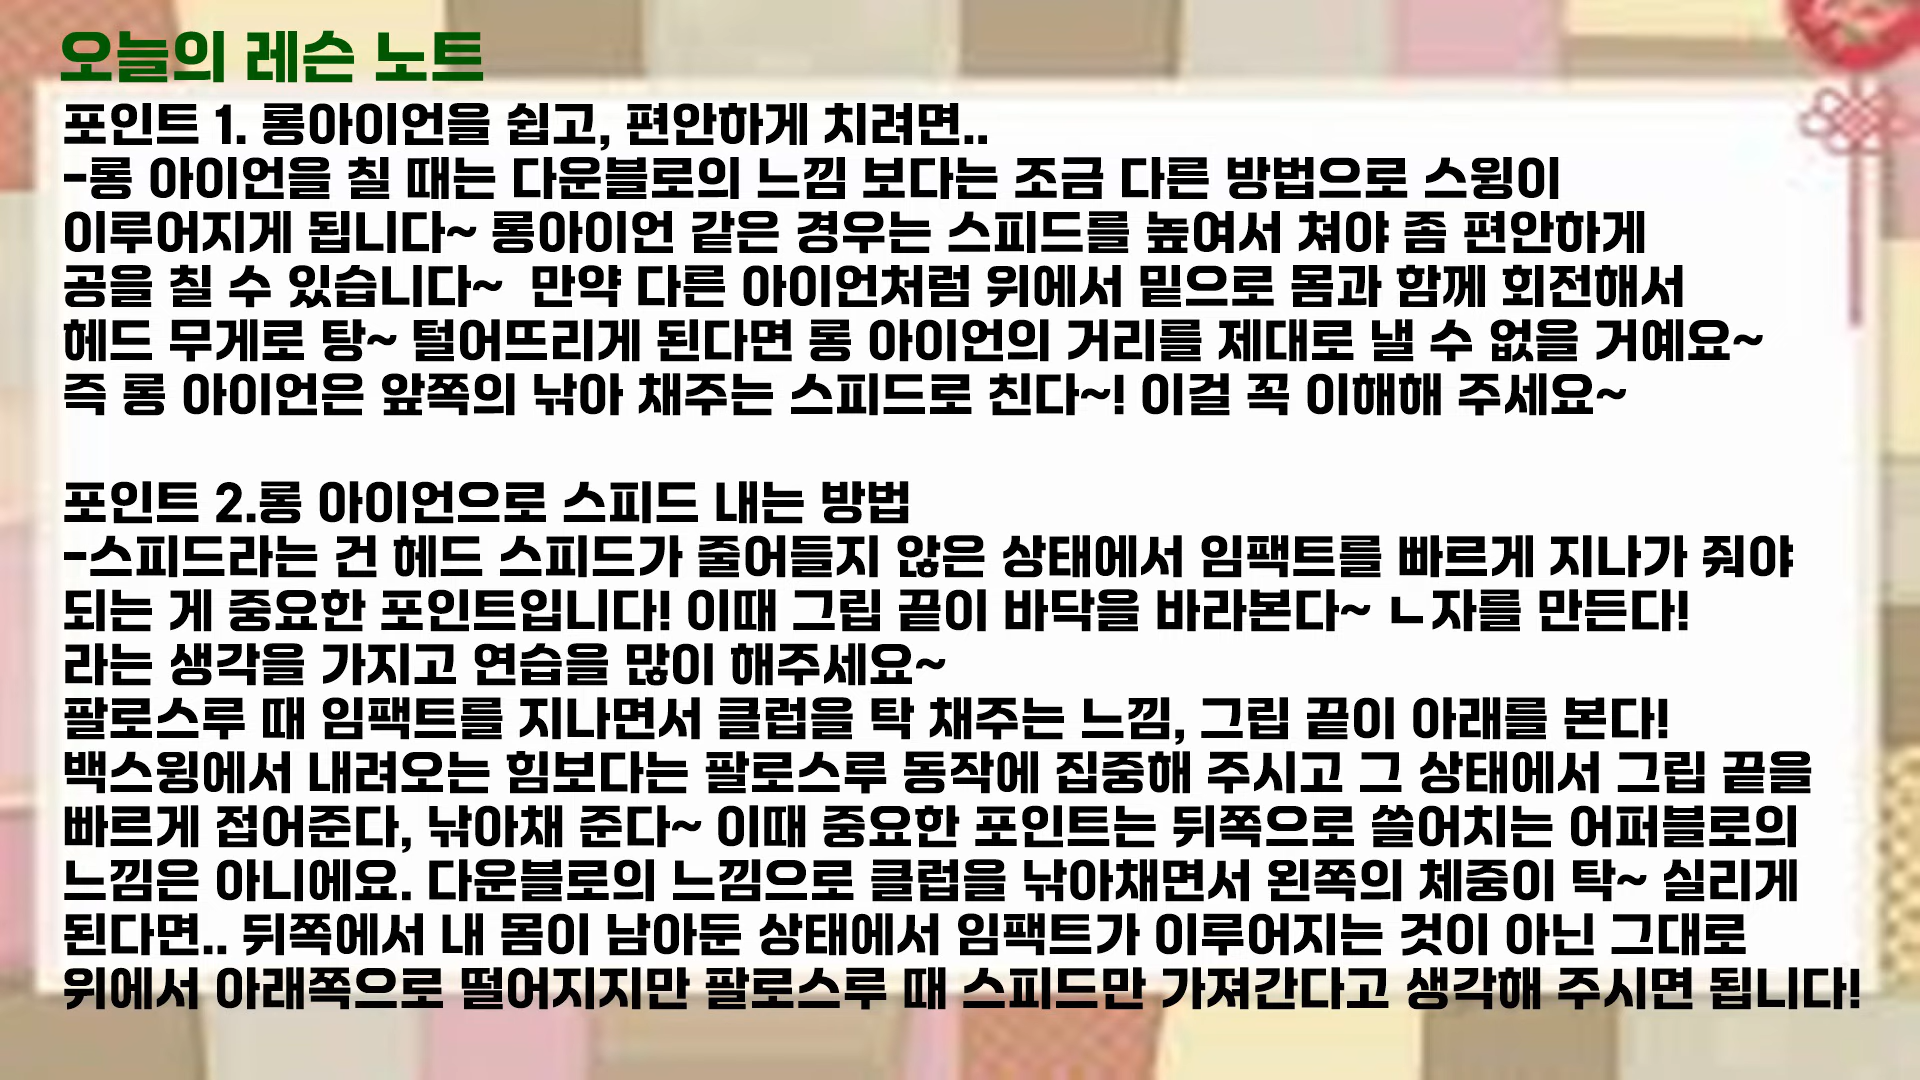 오늘의 레슨 노트
포인트 1. 롱아이언을 쉽고, 편안하게 치려면..
-롱 아이언을 칠 때는 다운블로의 느낌 보다는 조금 다른 방법으로 스윙이
이루어지게 됩니다~ 롱아이언 같은 경우는 스피드를 높여서 쳐야 좀 편안하게
공을 칠 수 있습니다~  만약 다른 아이언처럼 위에서 밑으로 몸과 함께 회전해서
헤드 무게로 탕~ 털어뜨리게 된다면 롱 아이언의 거리를 제대로 낼 수 없을 거예요~
즉 롱 아이언은 앞쪽의 낚아 채주는 스피드로 친다~! 이걸 꼭 이해해 주세요~
포인트 2.롱 아이언으로 스피드 내는 방법
-스피드라는 건 헤드 스피드가 줄어들지 않은 상태에서 임팩트를 빠르게 지나가 줘야
되는 게 중요한 포인트입니다! 이때 그립 끝이 바닥을 바라본다~ ㄴ자를 만든다!
라는 생각을 가지고 연습을 많이 해주세요~
팔로스루 때 임팩트를 지나면서 클럽을 탁 채주는 느낌, 그립 끝이 아래를 본다!
백스윙에서 내려오는 힘보다는 팔로스루 동작에 집중해 주시고 그 상태에서 그립 끝을
빠르게 접어준다, 낚아채 준다~ 이때 중요한 포인트는 뒤쪽으로 쓸어치는 어퍼블로의
느낌은 아니에요. 다운블로의 느낌으로 클럽을 낚아채면서 왼쪽의 체중이 탁~ 실리게
된다면.. 뒤쪽에서 내 몸이 남아둔 상태에서 임팩트가 이루어지는 것이 아닌 그대로
위에서 아래쪽으로 떨어지지만 팔로스루 때 스피드만 가져간다고 생각해 주시면 됩니다!